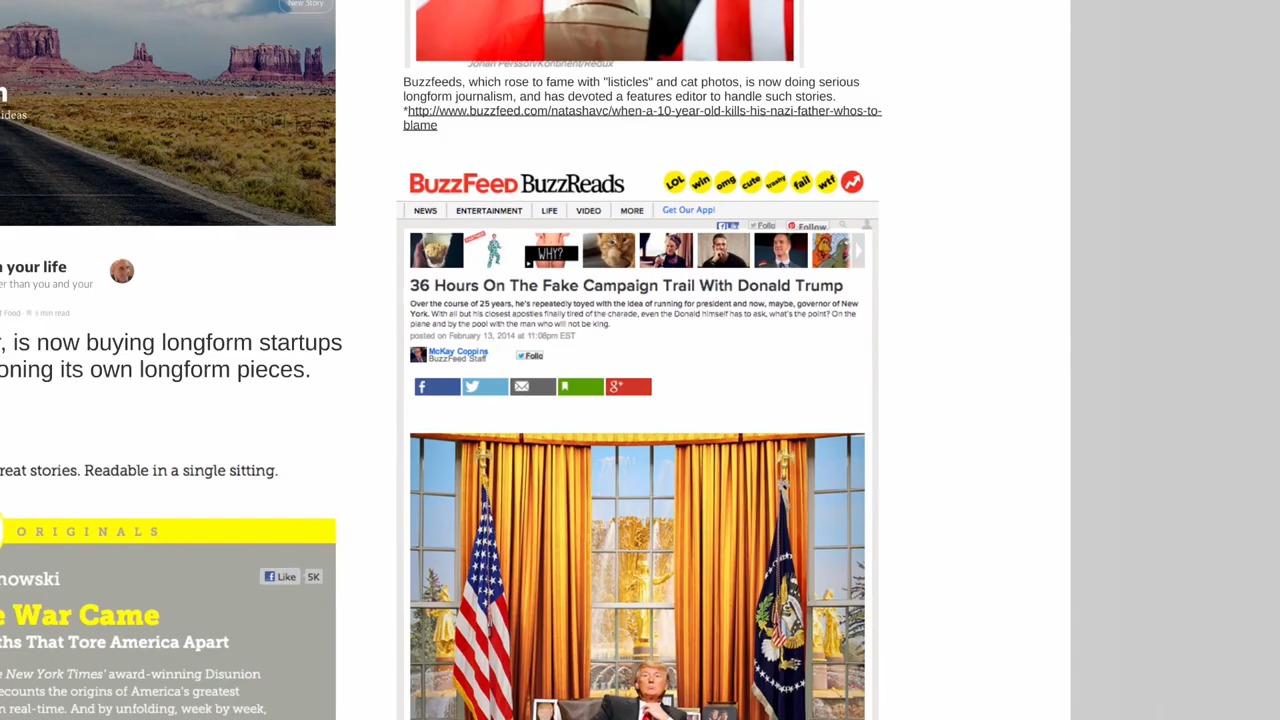 New Story
n
ideas
n your life
er than you and your
t Food · 5 min read
, is now buying longform startups
oning its own longform pieces.
reat stories. Readable in a single sitting.
ORIGINALS
nowski
Like 5K
e War Came
ths That Tore America Apart
e New York Times' award-winning Disunion
ecounts the origins of America's greatest
n real-time. And by unfolding, week by week,
Johan Persson/Kontinent/Redux
Buzzfeeds, which rose to fame with "listicles" and cat photos, is now doing serious
longform journalism, and has devoted a features editor to handle such stories.
*http://www.buzzfeed.com/natashavc/when-a-10-year-old-kills-his-nazi-father-whos-to-
blame
BuzzFeed BuzzReads LOL win omg cute trashy fail wtf
NEWS ENTERTAINMENT LIFE VIDEO MORE Get Our App!
Like Follo Follow
WHY?
36 Hours On The Fake Campaign Trail With Donald Trump
Over the course of 25 years, he's repeatedly toyed with the idea of running for president and now, maybe, governor of New
York. With all but his closest apostles finally tired of the charade, even the Donald himself has to ask, what's the point? On the
plane and by the pool with the man who will not be king.
posted on February 13, 2014 at 11:08pm EST
McKay Coppins
BuzzFeed Staff
Follo
f
g+